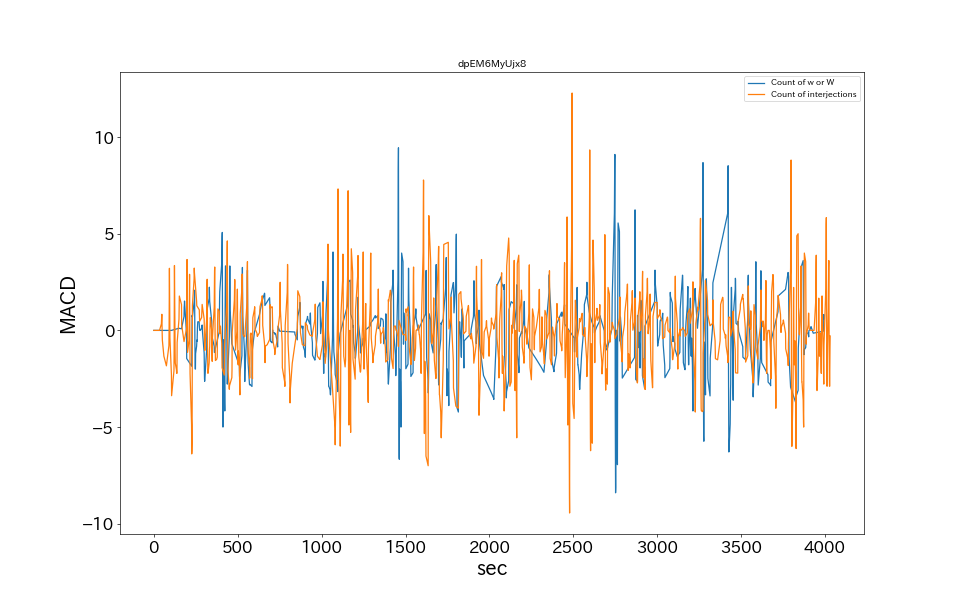 dpEM6MyUjx8
Count of w or W
Count of interjections
MACD
10
5
0
−5
−10
0 500 1000 1500 2000 2500 3000 3500 4000
sec